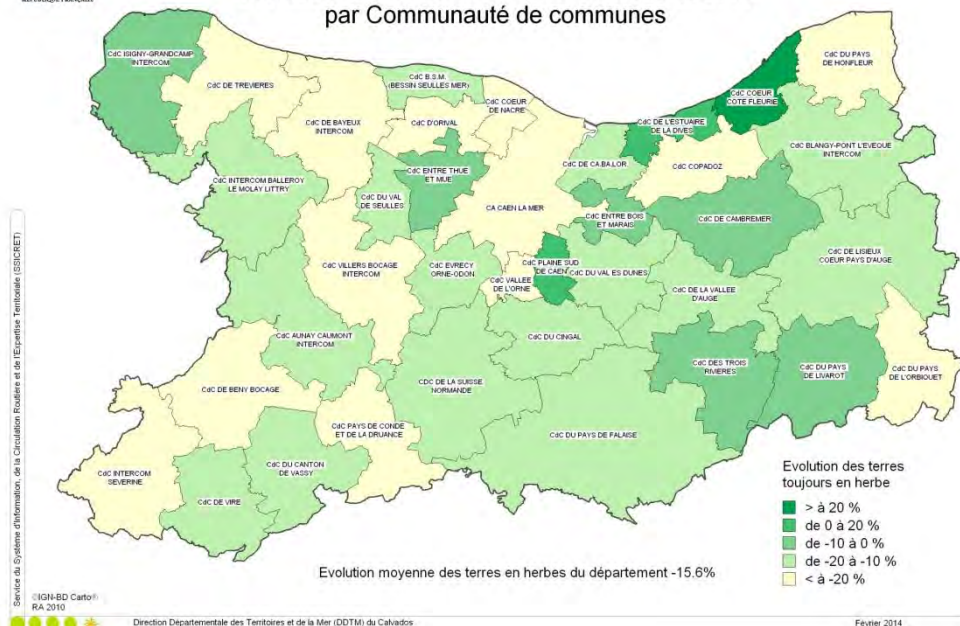 par Communauté de communes
CdC ISIGNY-GRANDCAMP
INTERCOM
CdC DE TREVIERES
CdC B.S.M.
(BESSIN SEULLES MER)
CdC COEUR
DE NACRE
CdC DU PAYS
DE HONFLEUR
CdC COEUR
COTE FLEURIE
CdC DE BAYEUX
INTERCOM
CdC D'ORIVAL
CdC DE L'ESTUAIRE
DE LA DIVES
CdC BLANGY-PONT L'EVEQUE
INTERCOM
CdC DE CABALOR
CdC COPADOZ
CdC INTERCOM BALLEROY
LE MOLAY LITTRY
CdC ENTRE THUE
ET MUE
CdC DU VAL
DE SEULLES
CA CAEN LA MER
CdC ENTRE BOIS
ET MARAIS
CdC DE CAMBREMER
CdC DE LISIEUX
COEUR PAYS D'AUGE
CdC VILLERS BOCAGE
INTERCOM
CdC EVRECY
ORNE-ODON
CdC PLAINE SUD
DE CAEN
CdC VALLEE
DE L'ORNE
CdC DU VAL ES DUNES
CdC DE LA VALLEE
D'AUGE
CdC AUNAY CAUMONT
INTERCOM
CdC DU CINGAL
CdC DES TROIS
RIVIERES
CdC DU PAYS
DE LIVAROT
CdC DU PAYS
DE L'ORBIQUET
CdC DE BENY BOCAGE
CdC DE LA SUISSE
NORMANDE
CdC PAYS DE CONDE
ET DE LA DRUANCE
CdC DU PAYS DE FALAISE
CdC INTERCOM
SEVERINE
CdC DU CANTON
DE VASSY
CdC DE VIRE
Evolution des terres
toujours en herbe
> à 20 %
de 0 à 20 %
de -10 à 0 %
de -20 à -10 %
< à -20 %
Evolution moyenne des terres en herbes du département -15.6%
Service du Système d'Information, de la Circulation Routière et de l'Expertise Territoriale (SSICRET)
©IGN-BD Carto®
RA 2010
Direction Départementale des Territoires et de la Mer (DDTM) du Calvados
Février 2014